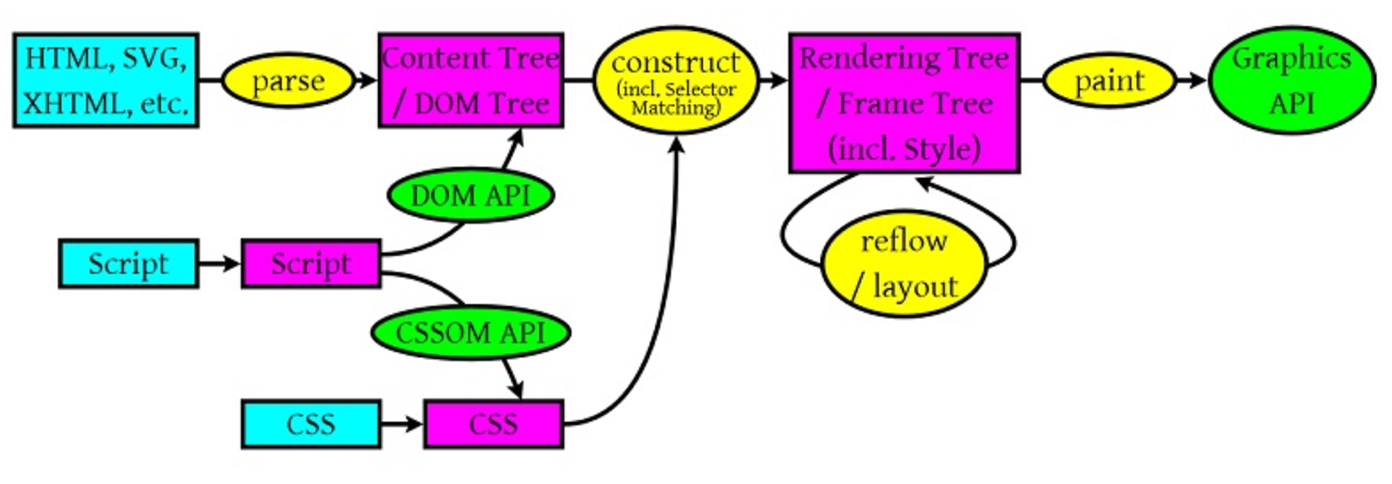 HTML, SVG,
XHTML, etc.
parse
Content Tree
/ DOM Tree
construct
(incl. Selector
Matching)
Rendering Tree
/ Frame Tree
(incl. Style)
paint
Graphics
API
DOM API
reflow
/ layout
Script
Script
CSSOM API
CSS
CSS